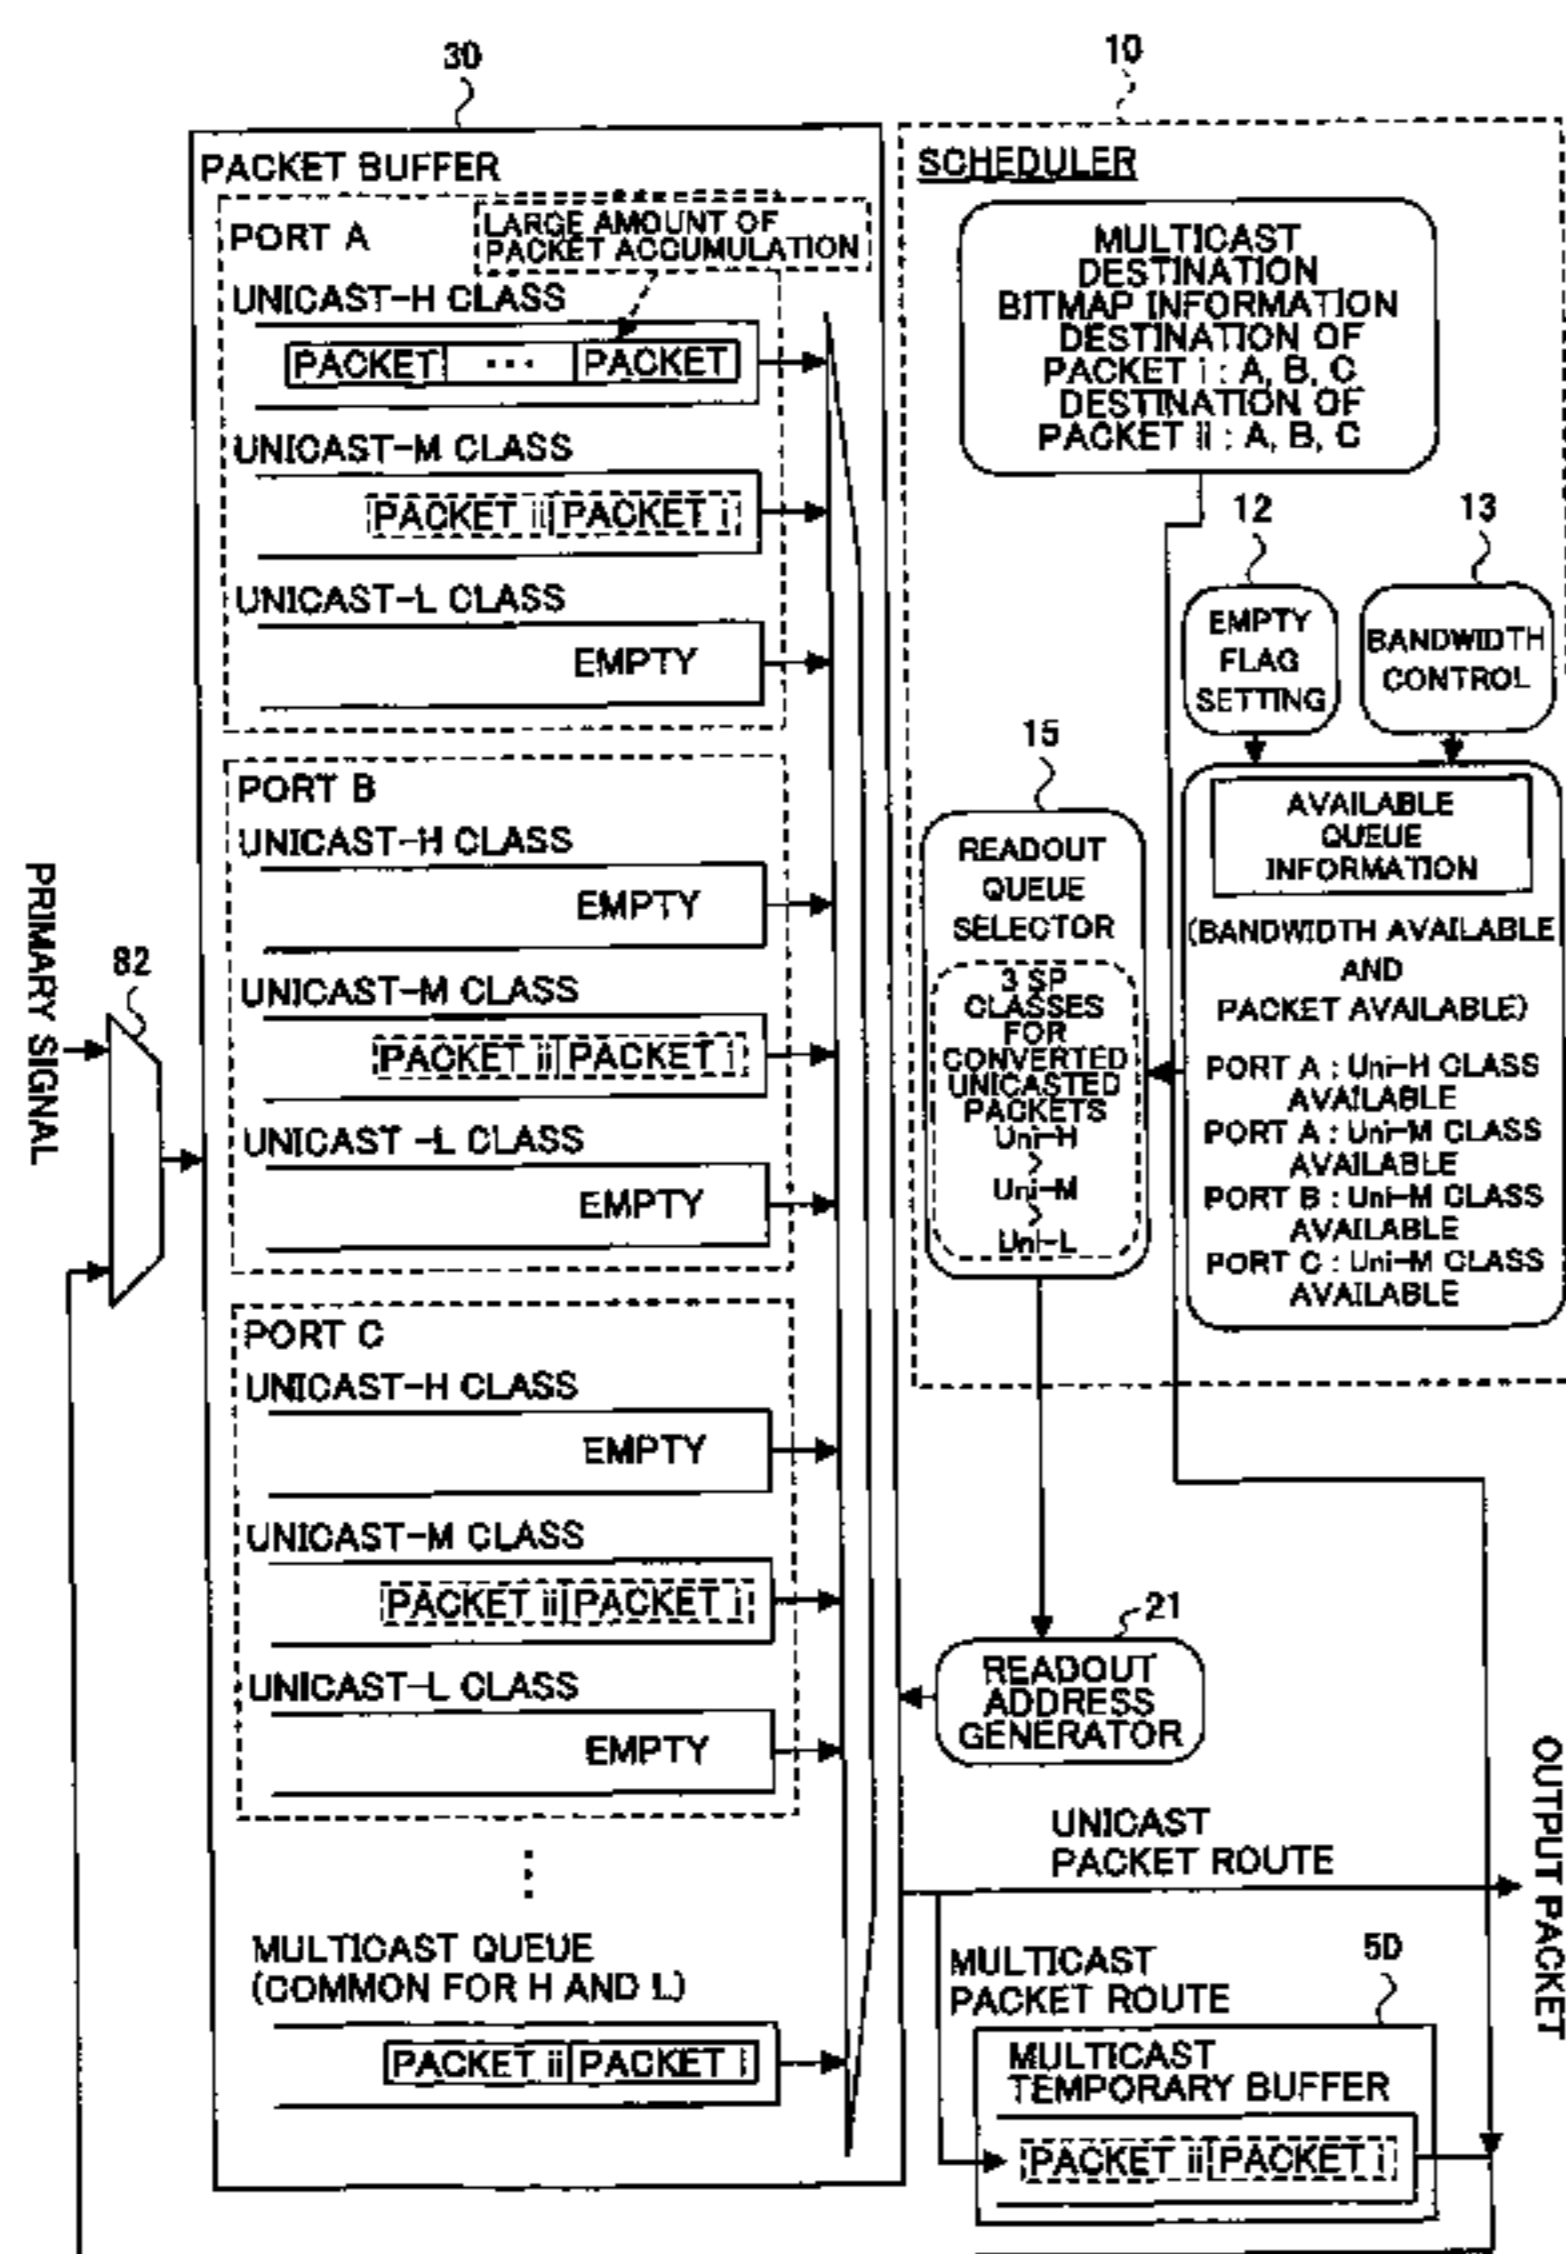 30
10
PACKET BUFFER
PORT A
LARGE AMOUNT OF
PACKET ACCUMULATION
UNICAST-H CLASS
PACKET ... PACKET
UNICAST-M CLASS
PACKET ii PACKET i
UNICAST-L CLASS
EMPTY
PORT B
UNICAST-H CLASS
EMPTY
UNICAST-M CLASS
PACKET ii PACKET i
UNICAST -L CLASS
EMPTY
PORT C
UNICAST-H CLASS
EMPTY
UNICAST-M CLASS
PACKET ii PACKET i
UNICAST-L CLASS
EMPTY
⋮
MULTICAST QUEUE
(COMMON FOR H AND L)
PACKET ii PACKET i
PRIMARY SIGNAL
82
SCHEDULER
MULTICAST
DESTINATION
BITMAP INFORMATION
DESTINATION OF
PACKET i : A, B, C
DESTINATION OF
PACKET ii : A, B, C
12
13
EMPTY
FLAG
SETTING
BANDWIDTH
CONTROL
15
READOUT
QUEUE
SELECTOR
3 SP
CLASSES
FOR
CONVERTED
UNICASTED
PACKETS
Uni-H
>
Uni-M
>
Uni-L
AVAILABLE
QUEUE
INFORMATION
(BANDWIDTH AVAILABLE
AND
PACKET AVAILABLE)
PORT A : Uni-H CLASS
AVAILABLE
PORT A : Uni-M CLASS
AVAILABLE
PORT B : Uni-M CLASS
AVAILABLE
PORT C : Uni-M CLASS
AVAILABLE
21
READOUT
ADDRESS
GENERATOR
UNICAST
PACKET ROUTE
OUTPUT PACKET
MULTICAST
PACKET ROUTE
5D
MULTICAST
TEMPORARY BUFFER
PACKET ii PACKET i